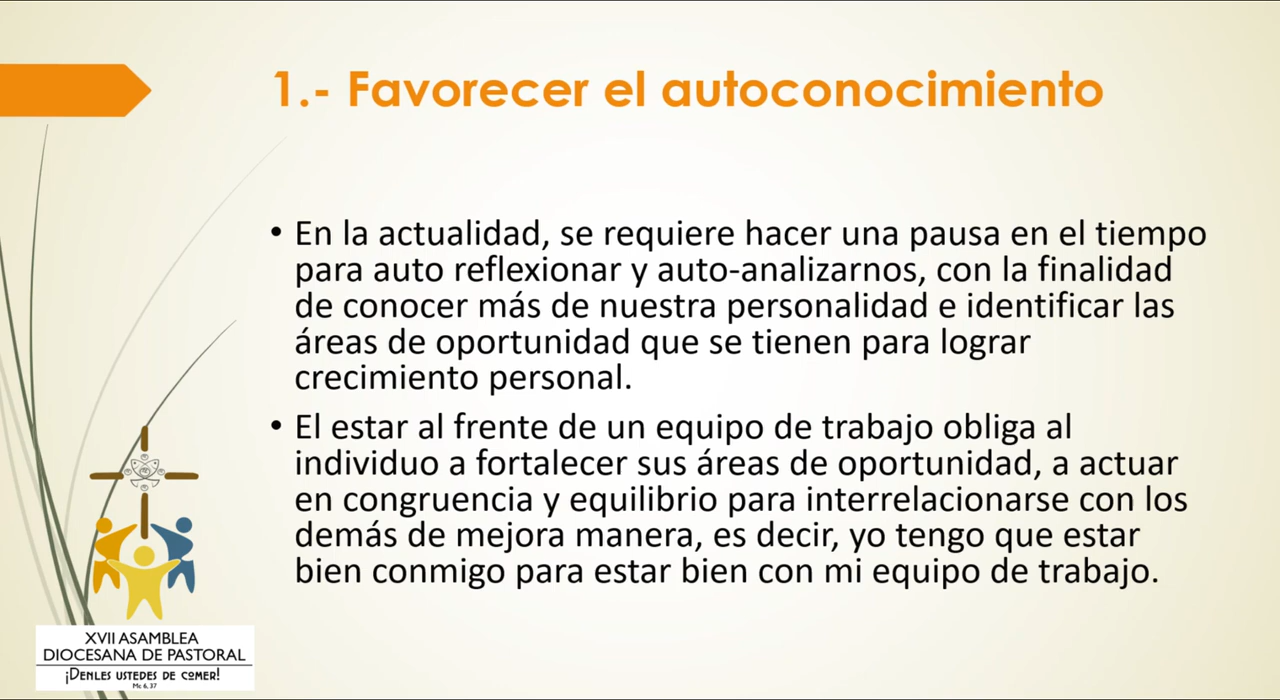 1.- Favorecer el autoconocimiento
• En la actualidad, se requiere hacer una pausa en el tiempo
para auto reflexionar y auto-analizarnos, con la finalidad
de conocer más de nuestra personalidad e identificar las
áreas de oportunidad que se tienen para lograr
crecimiento personal.
• El estar al frente de un equipo de trabajo obliga al
individuo a fortalecer sus áreas de oportunidad, a actuar
en congruencia y equilibrio para interrelacionarse con los
demás de mejora manera, es decir, yo tengo que estar
bien conmigo para estar bien con mi equipo de trabajo.
XVII ASAMBLEA
DIOCESANA DE PASTORAL
¡DENLES USTEDES DE COMER!
Mc 6, 37